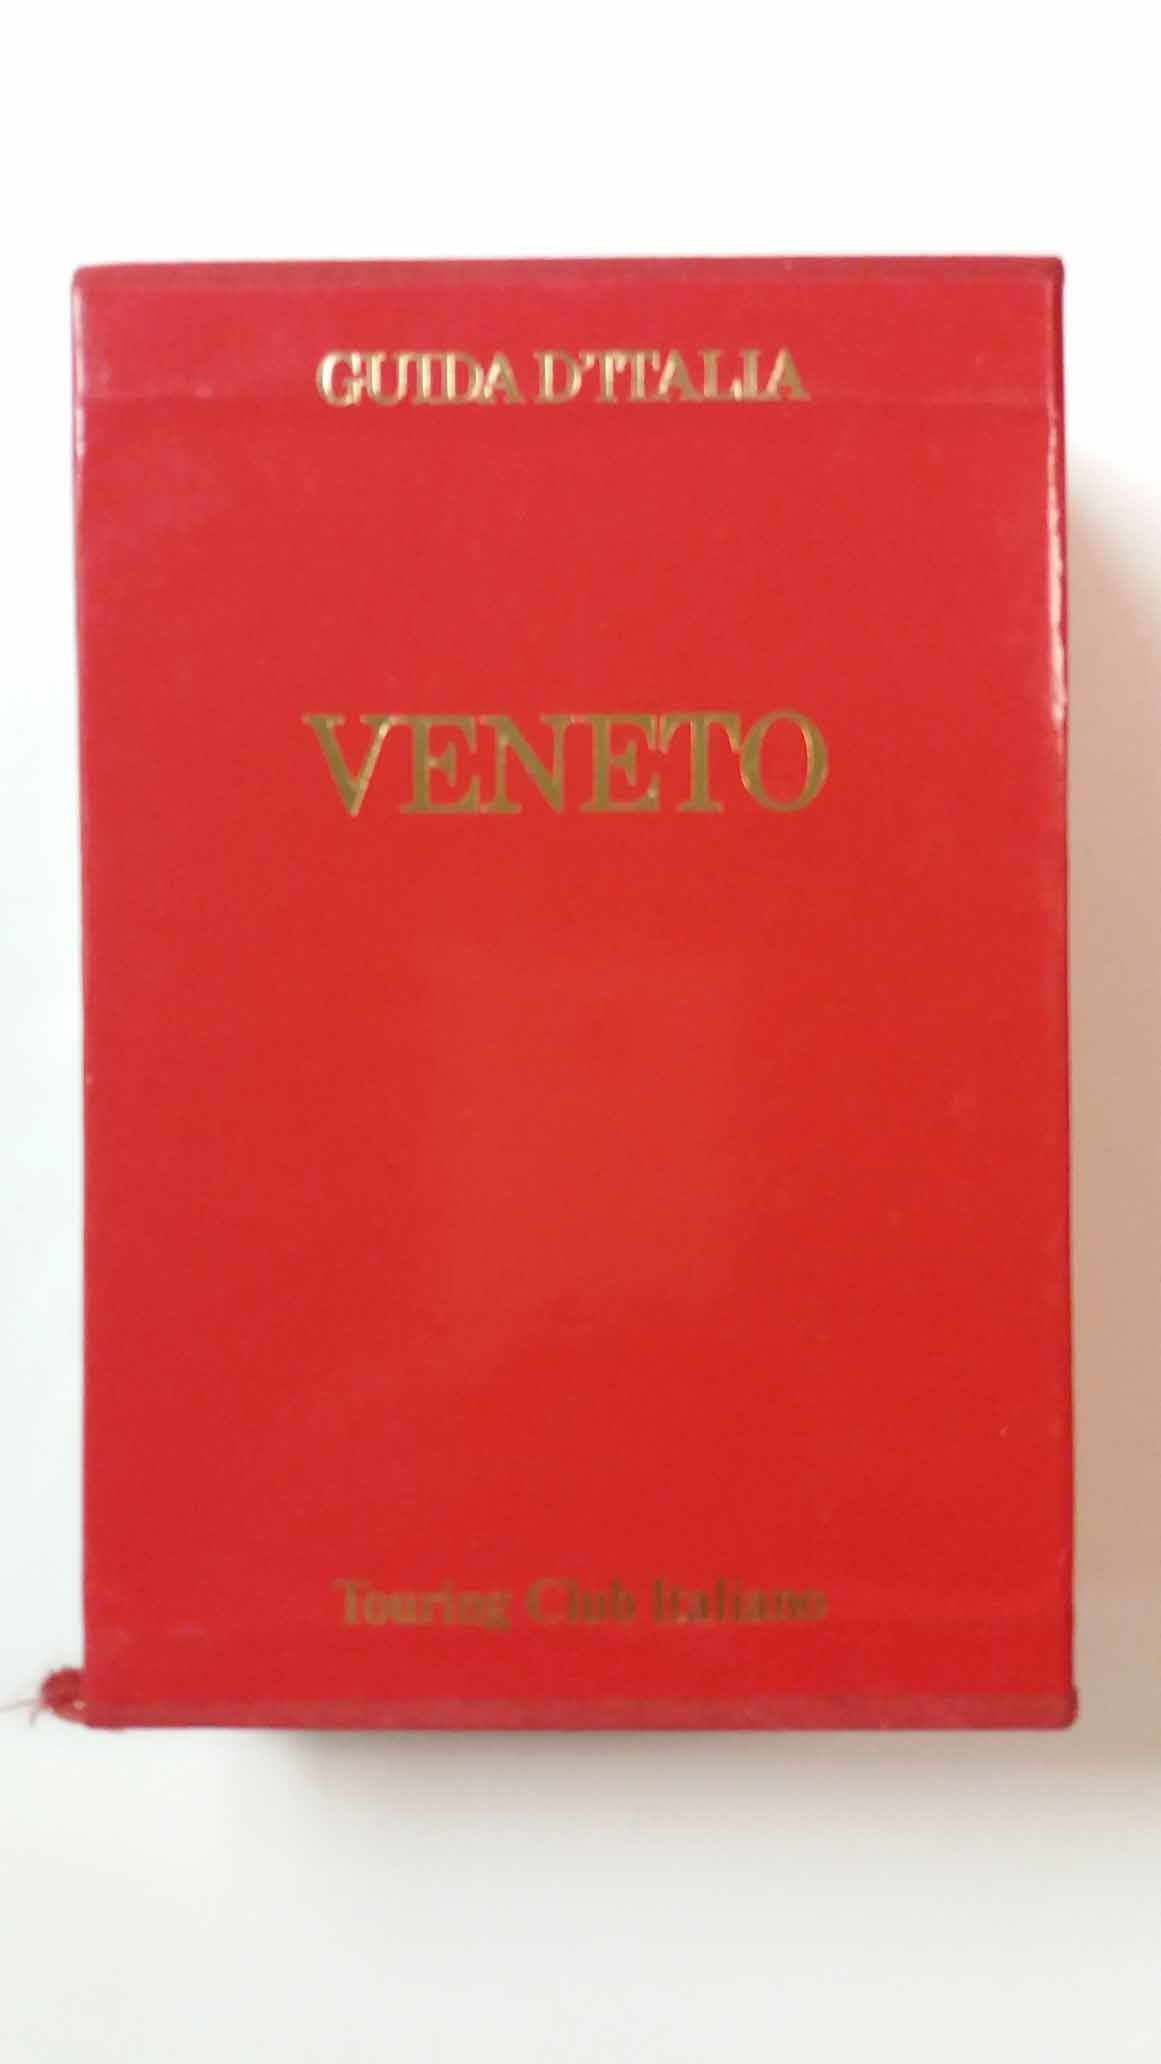 GUIDA D'ITALIA
VENETO
Touring Club Italiano